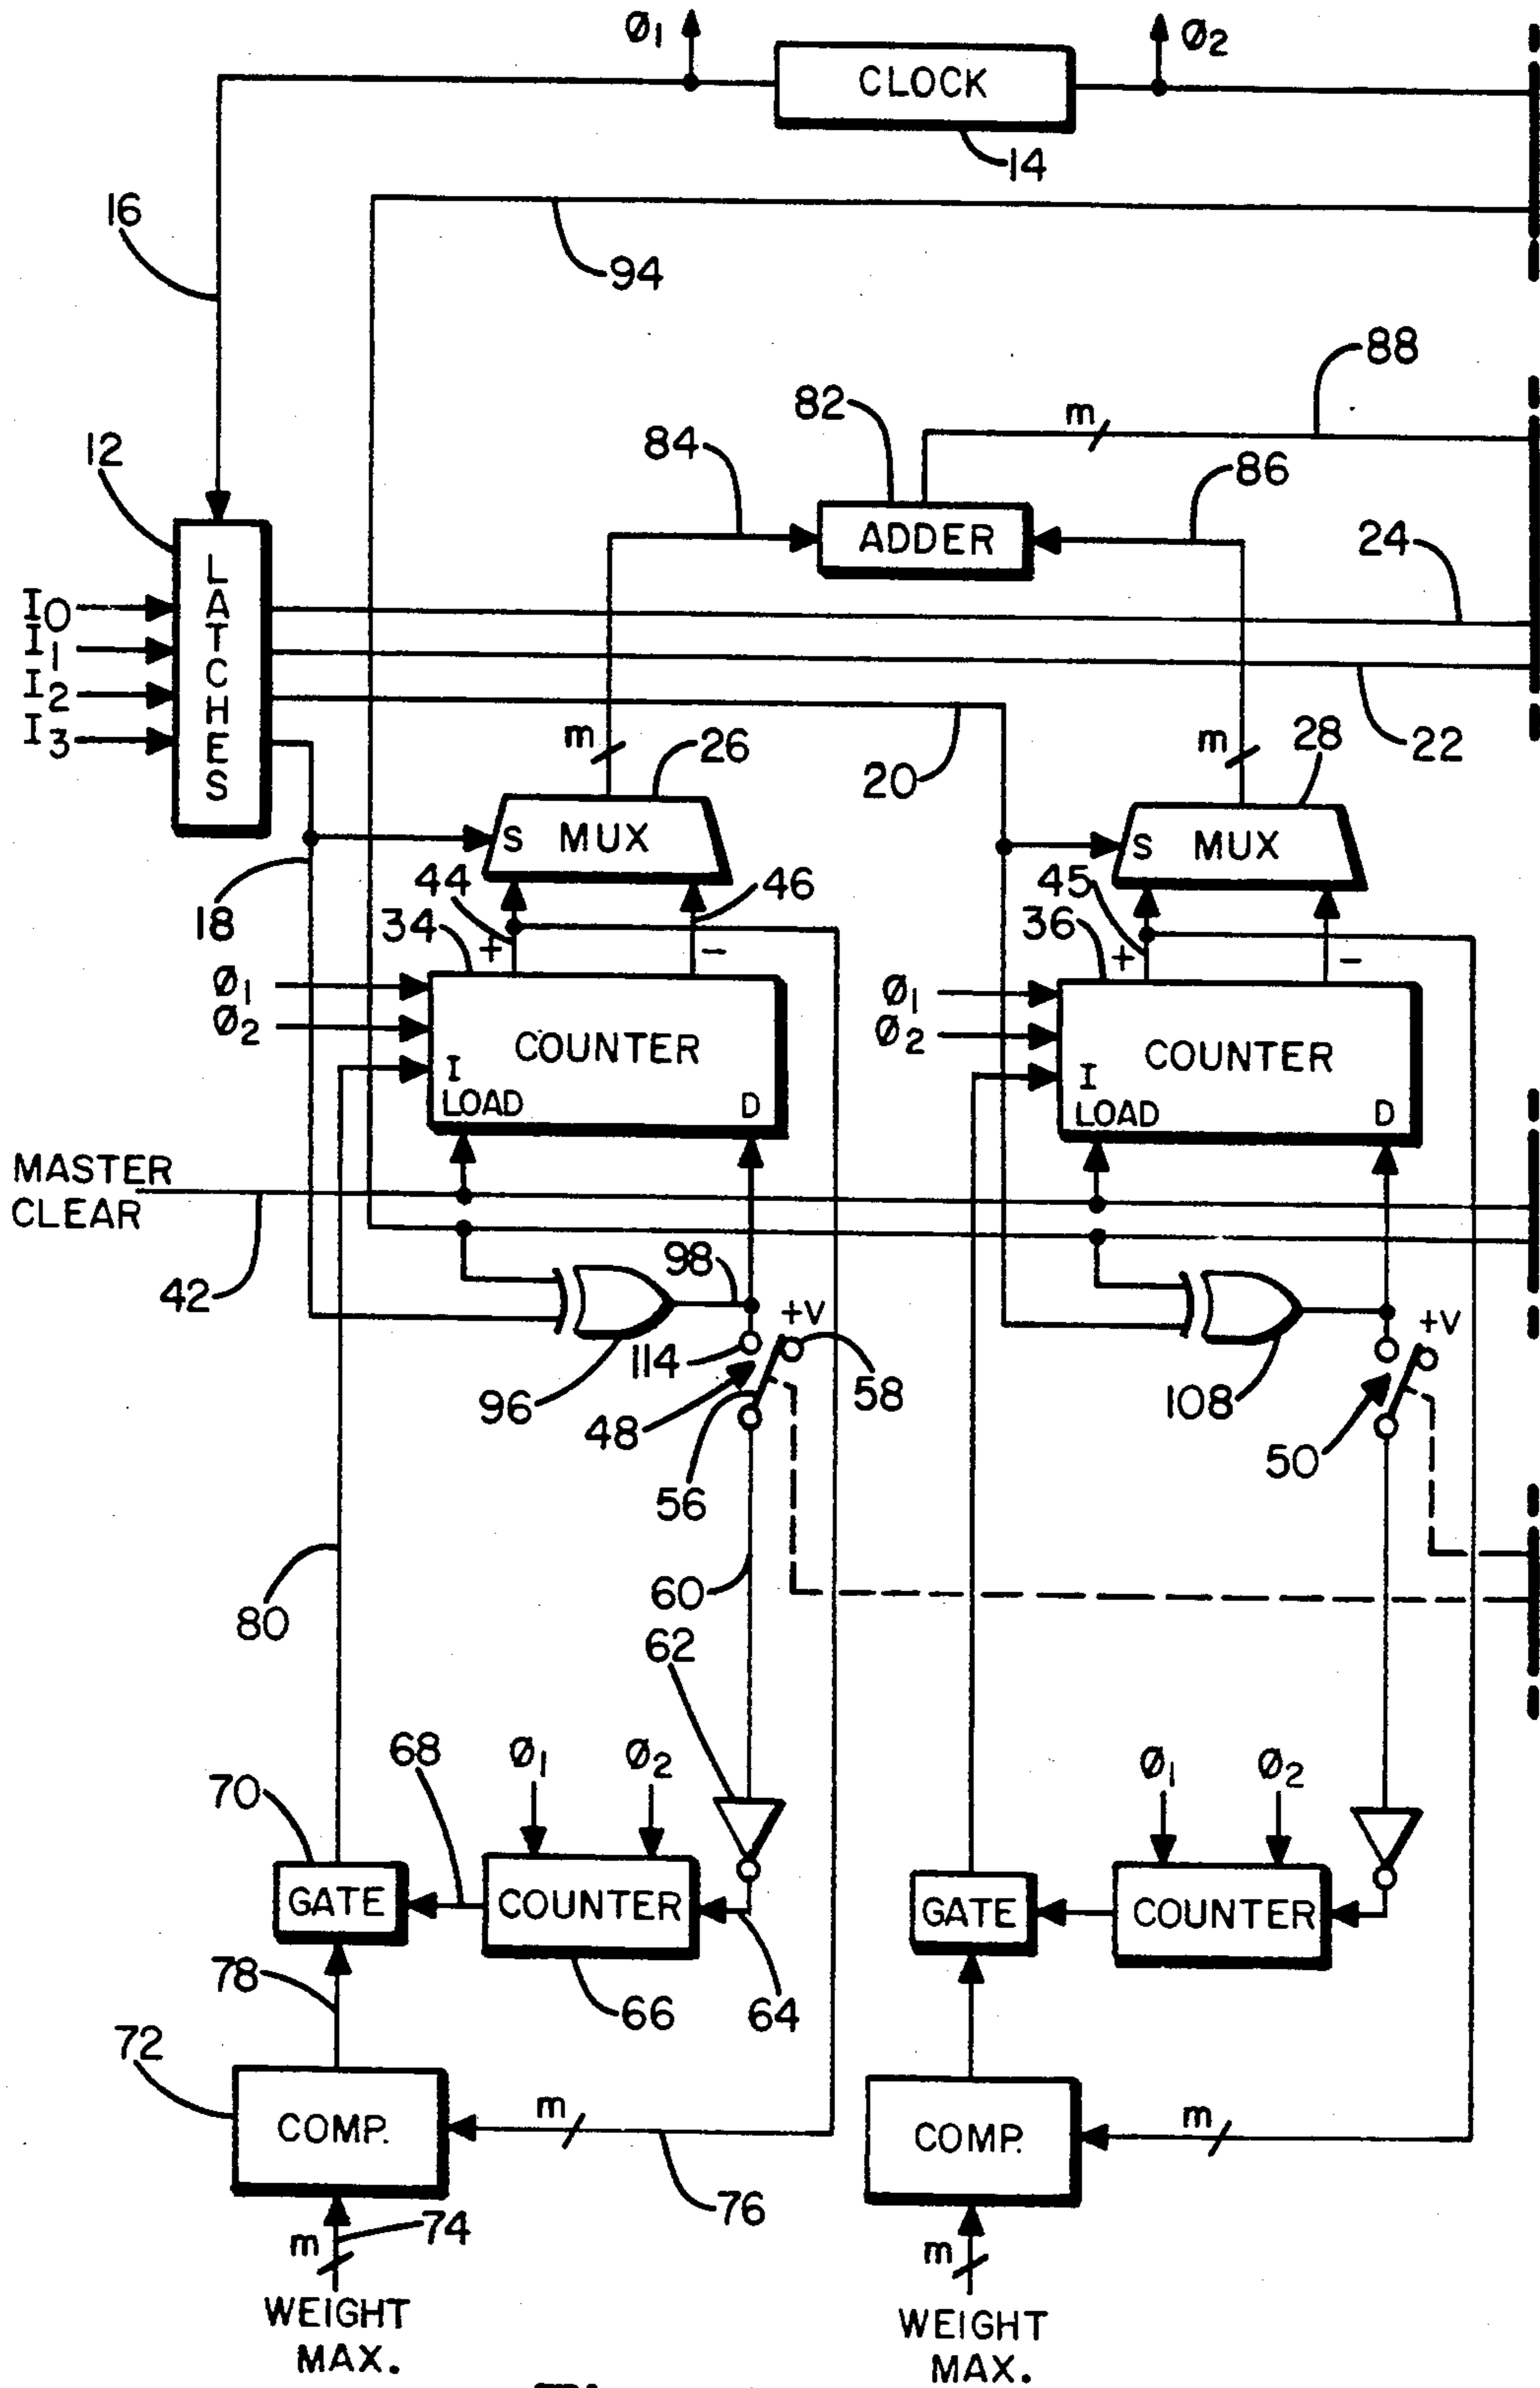 Ø1
CLOCK
Ø2
14
16
94
88
82
m
84
86
12
ADDER
24
LATCHES
I0
I1
I2
I3
m
26
m
28
22
20
S MUX
S MUX
18
44
46
45
34
+
-
36
+
-
Ø1
Ø2
COUNTER
I
LOAD
D
Ø1
Ø2
COUNTER
I
LOAD
D
MASTER
CLEAR
42
98
+V
+V
114
58
96
48
108
50
56
60
80
62
68
Ø1
Ø2
Ø1
Ø2
70
GATE
COUNTER
GATE
COUNTER
78
66
64
72
COMP.
m
COMP.
m
76
m
74
m
WEIGHT
MAX.
WEIGHT
MAX.